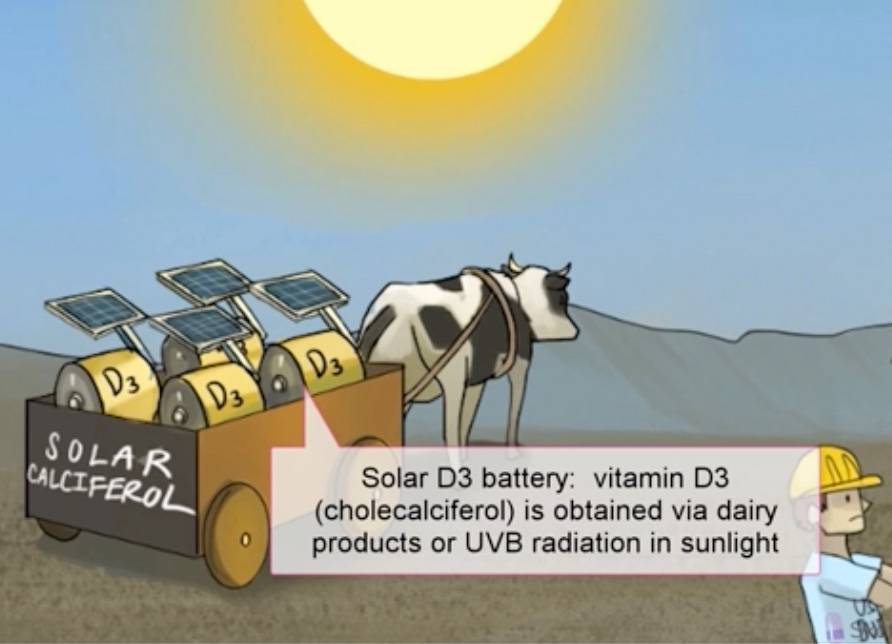 D3
D3
D3
SOLAR
CALCIFEROL
Solar D3 battery: vitamin D3
(cholecalciferol) is obtained via dairy
products or UVB radiation in sunlight